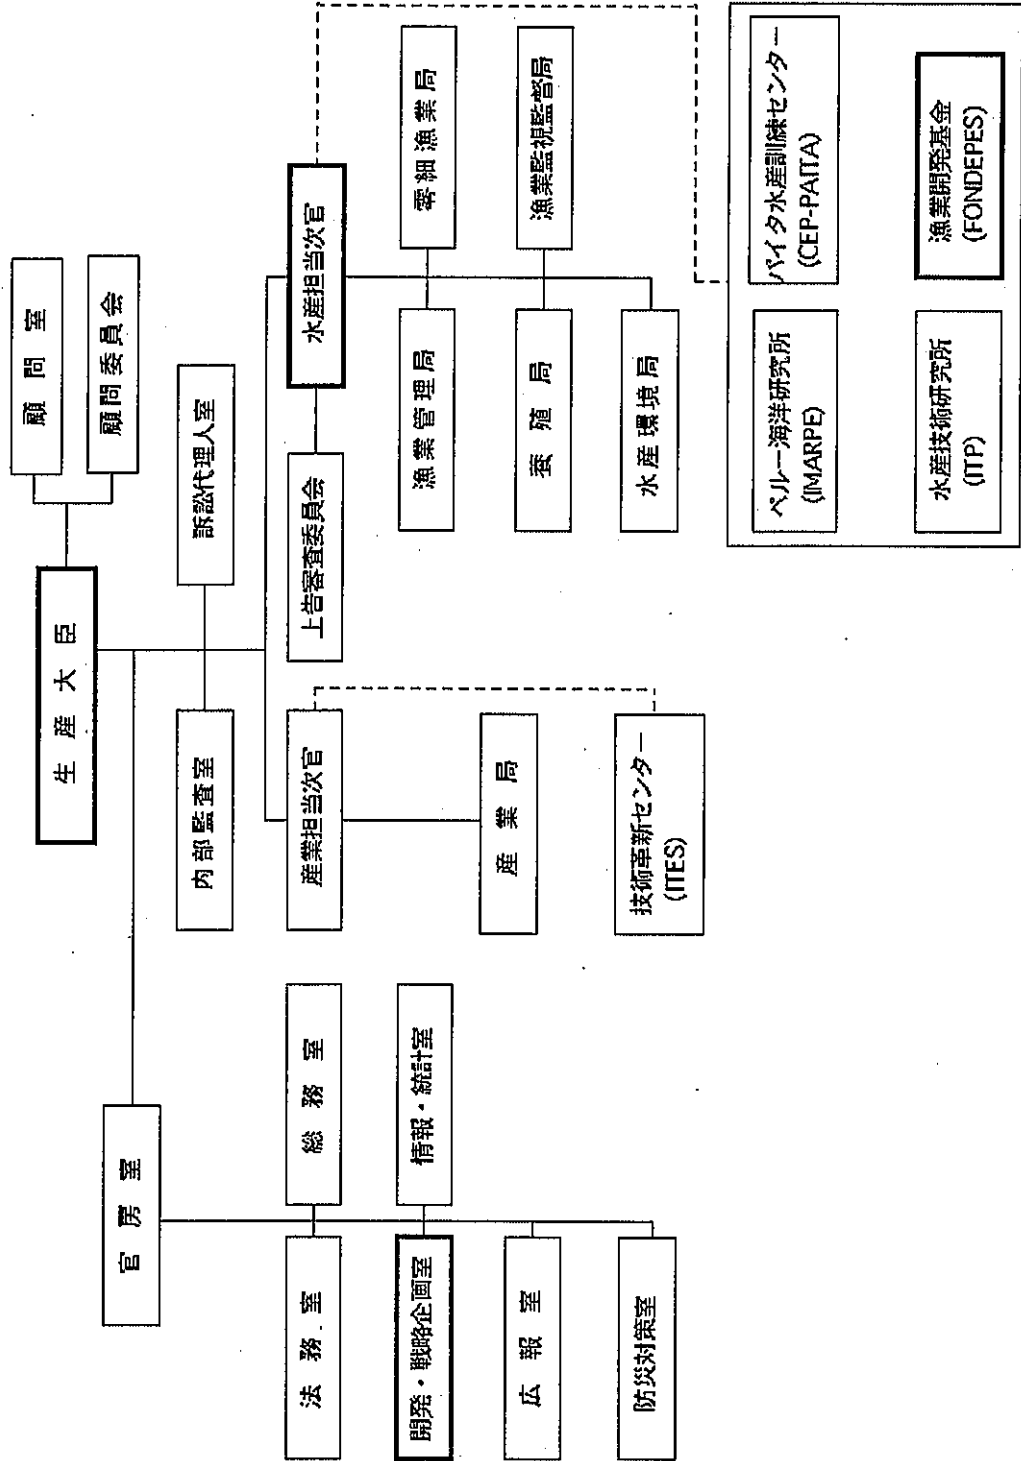 生産大臣
顧問室
顧問委員会
官房室
内部監査室
訴訟代理人室
法務室
総務室
開発・戦略企画室
情報・統計室
広報室
防災対策室
産業担当次官
上告審査委員会
水産担当次官
産業局
技術革新センター
(ITES)
漁業管理局
零細漁業局
養殖局
漁業監視監督局
水産環境局
ペルー海洋研究所
(IMARPE)
パイタ水産訓練センター
(CEP-PAITA)
水産技術研究所
(ITP)
漁業開発基金
(FONDEPES)